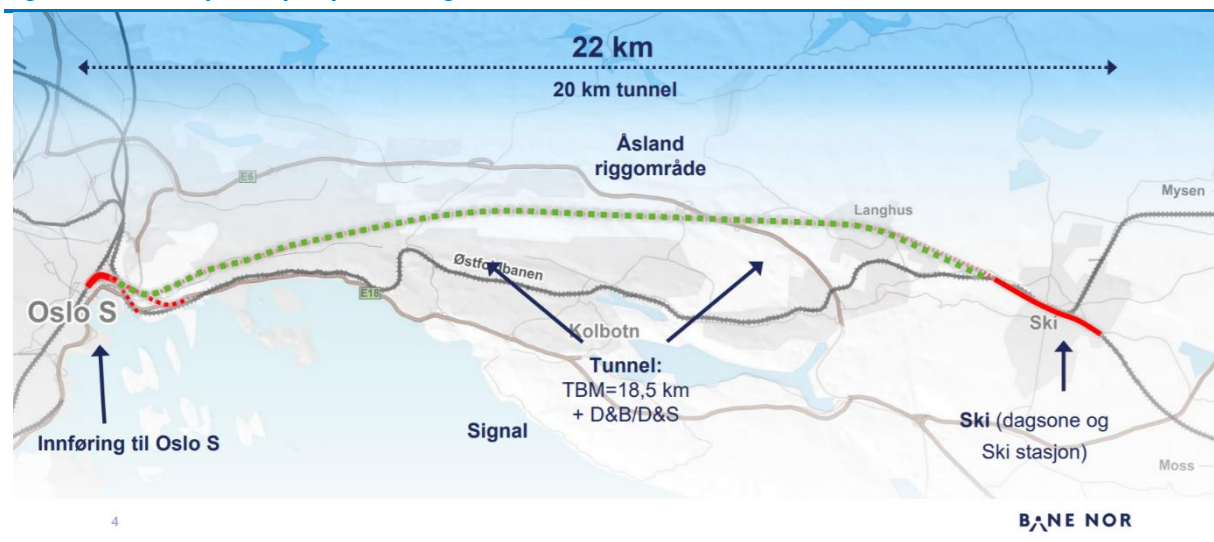 22 km
20 km tunnel
Åsland
riggområde
E6
Mysen
Langhus
Østfoldbanen
E18
Oslo S
Ski
Kolbotn
Tunnel:
TBM=18,5 km
+ D&B/D&S
Innføring til Oslo S
Signal
Ski (dagsone og
Ski stasjon)
Moss
4
BANE NOR